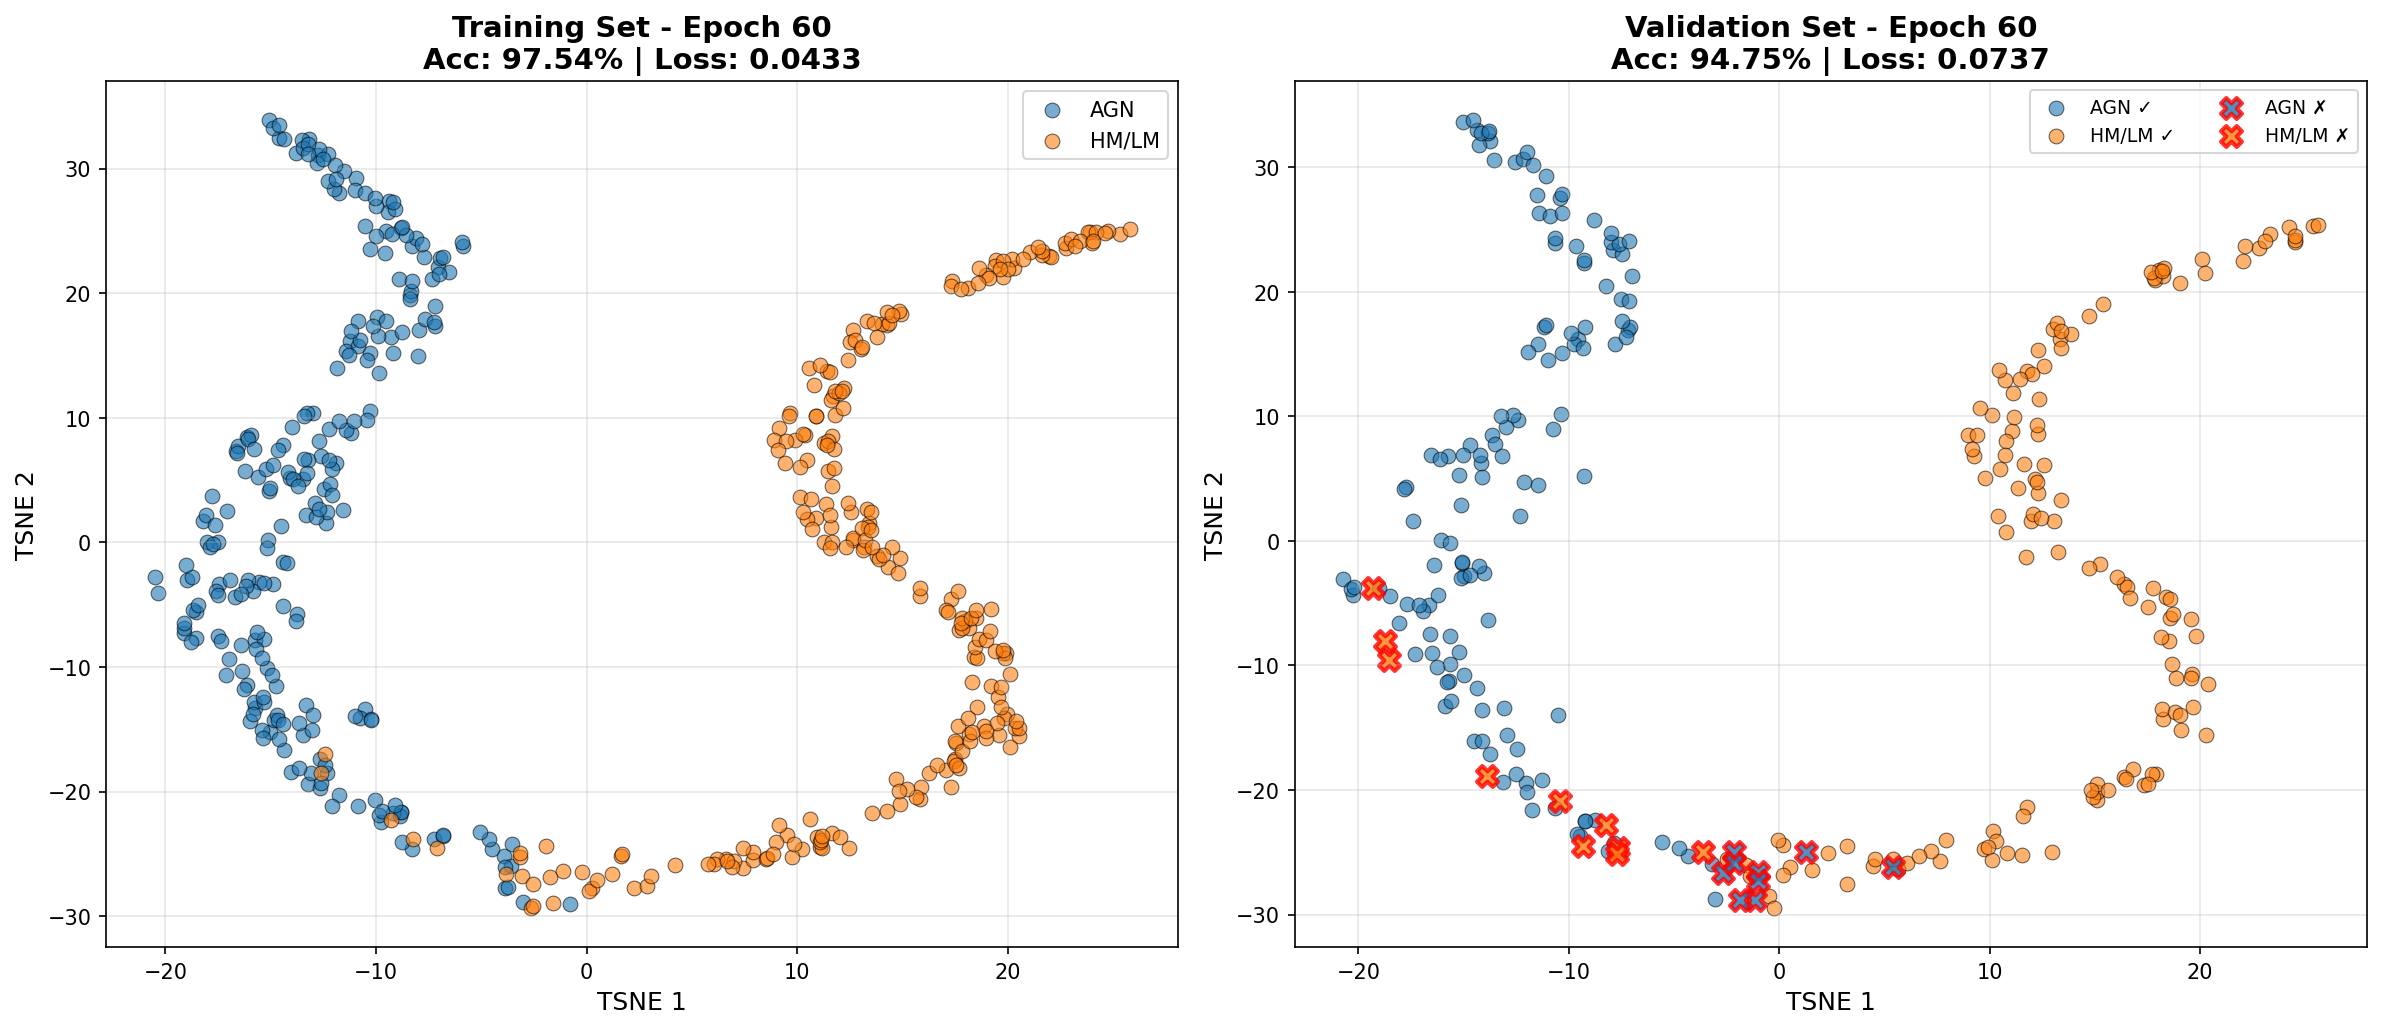 Training Set - Epoch 60
Acc: 97.54% | Loss: 0.0433
AGN
HM/LM
30
20
10
0
−10
−20
−30
TSNE 2
−20
−10
0
10
20
TSNE 1
Validation Set - Epoch 60
Acc: 94.75% | Loss: 0.0737
AGN ✓
HM/LM ✓
AGN ✗
HM/LM ✗
30
20
10
0
−10
−20
−30
TSNE 2
−20
−10
0
10
20
TSNE 1